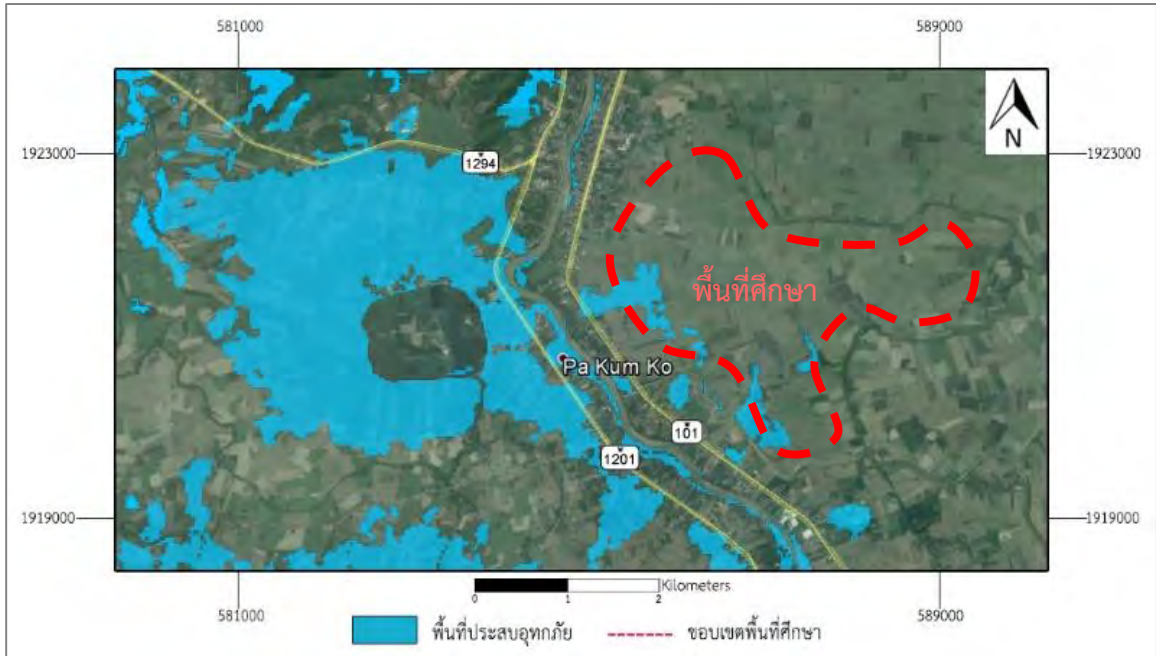 581000
589000
N
1923000
1923000
1294
พื้นที่ศึกษา
Pa Kum Ko
101
1201
1919000
1919000
Kilometers
0 1 2
581000
589000
พื้นที่ประสบอุทกภัย
ขอบเขตพื้นที่ศึกษา